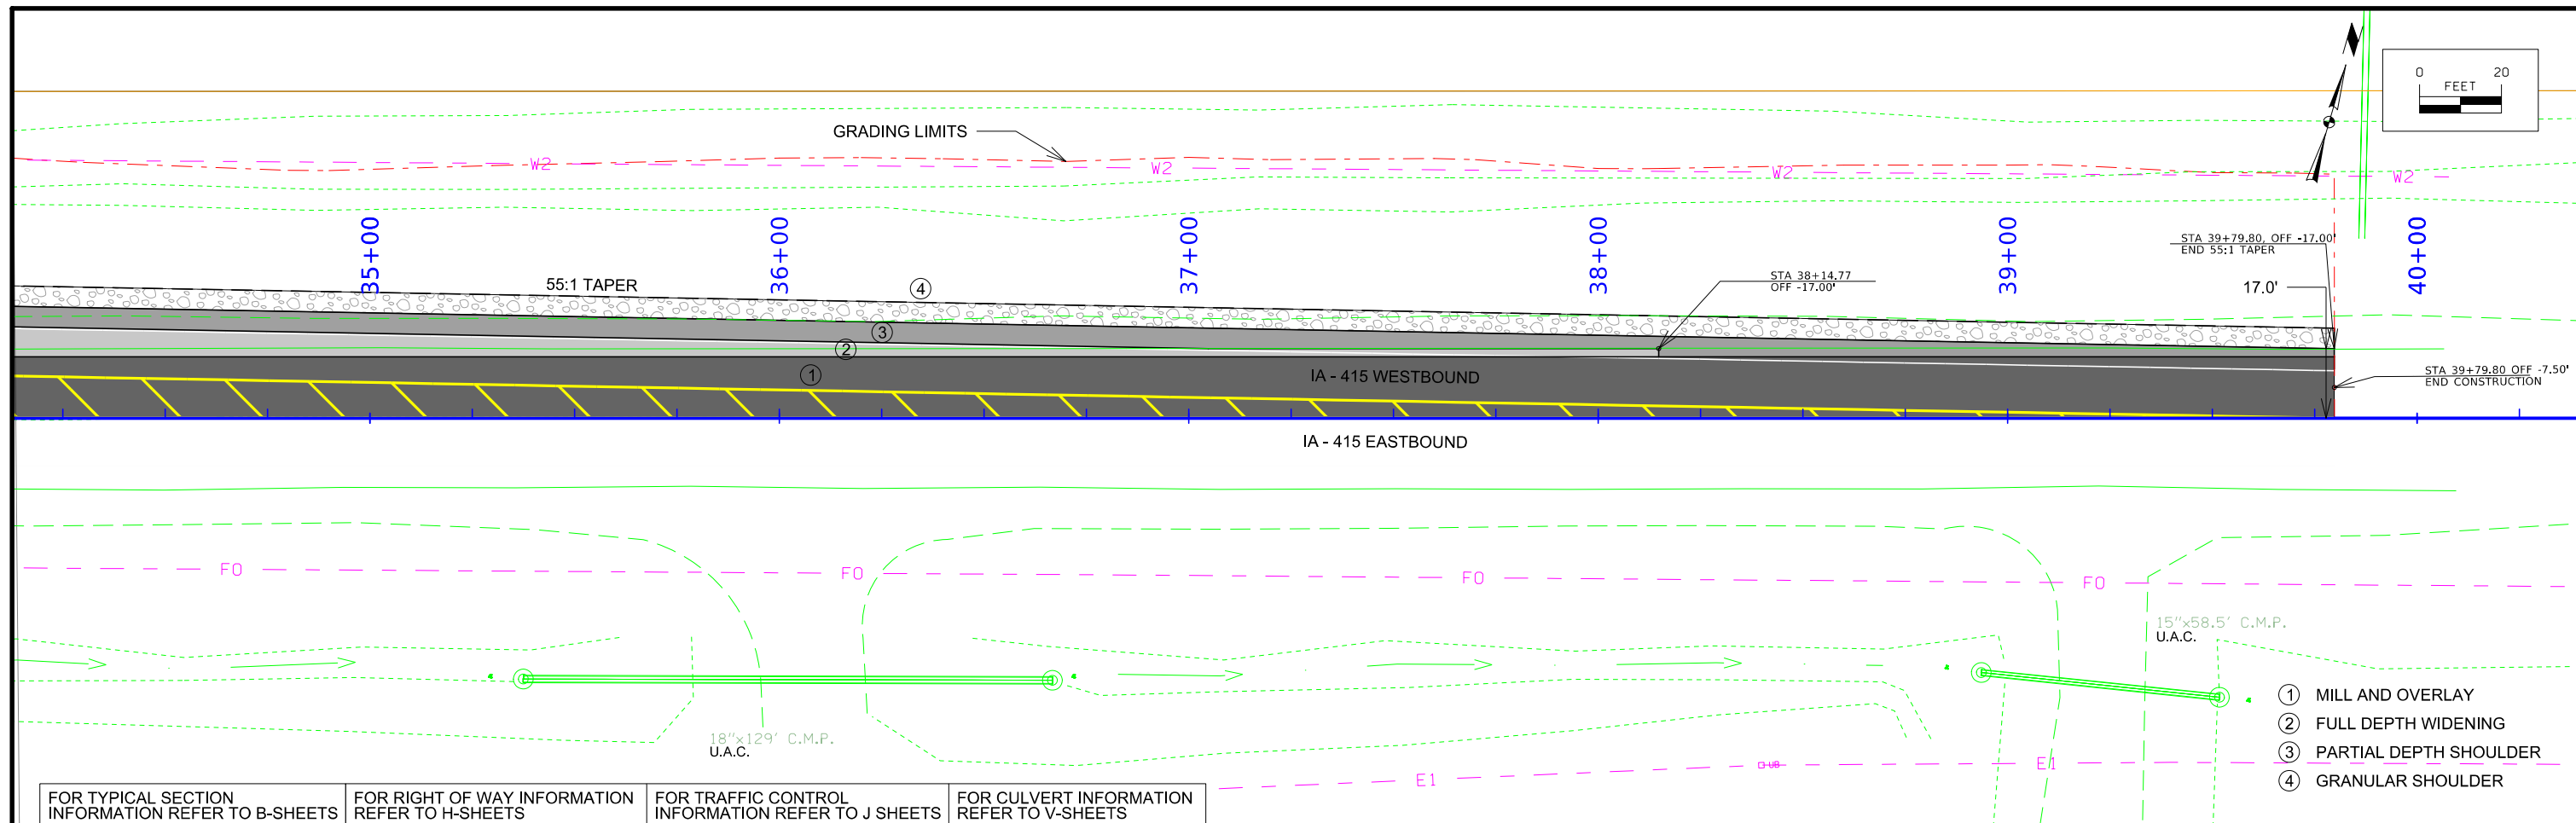 0 20
FEET
GRADING LIMITS
W2
W2
W2
W2
35+00
36+00
37+00
38+00
39+00
40+00
STA 39+79.80, OFF -17.00'
END 55:1 TAPER
55:1 TAPER
4
STA 38+14.77
OFF -17.00'
17.0'
3
2
1
IA - 415 WESTBOUND
STA 39+79.80 OFF -7.50'
END CONSTRUCTION
IA - 415 EASTBOUND
FO
FO
FO
FO
15"x58.5' C.M.P.
U.A.C.
18"x129' C.M.P.
U.A.C.
1 MILL AND OVERLAY
2 FULL DEPTH WIDENING
3 PARTIAL DEPTH SHOULDER
4 GRANULAR SHOULDER
UB
E1
E1
FOR TYPICAL SECTION
INFORMATION REFER TO B-SHEETS
FOR RIGHT OF WAY INFORMATION
REFER TO H-SHEETS
FOR TRAFFIC CONTROL
INFORMATION REFER TO J SHEETS
FOR CULVERT INFORMATION
REFER TO V-SHEETS